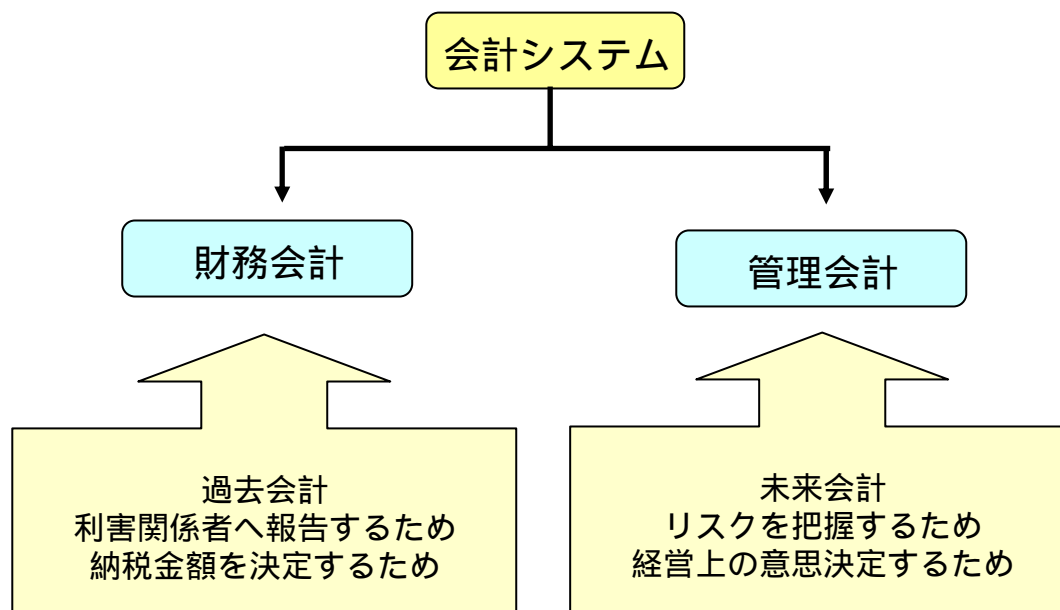 会計システム
財務会計
管理会計
過去会計
利害関係者へ報告するため
納税金額を決定するため
未来会計
リスクを把握するため
経営上の意思決定するため